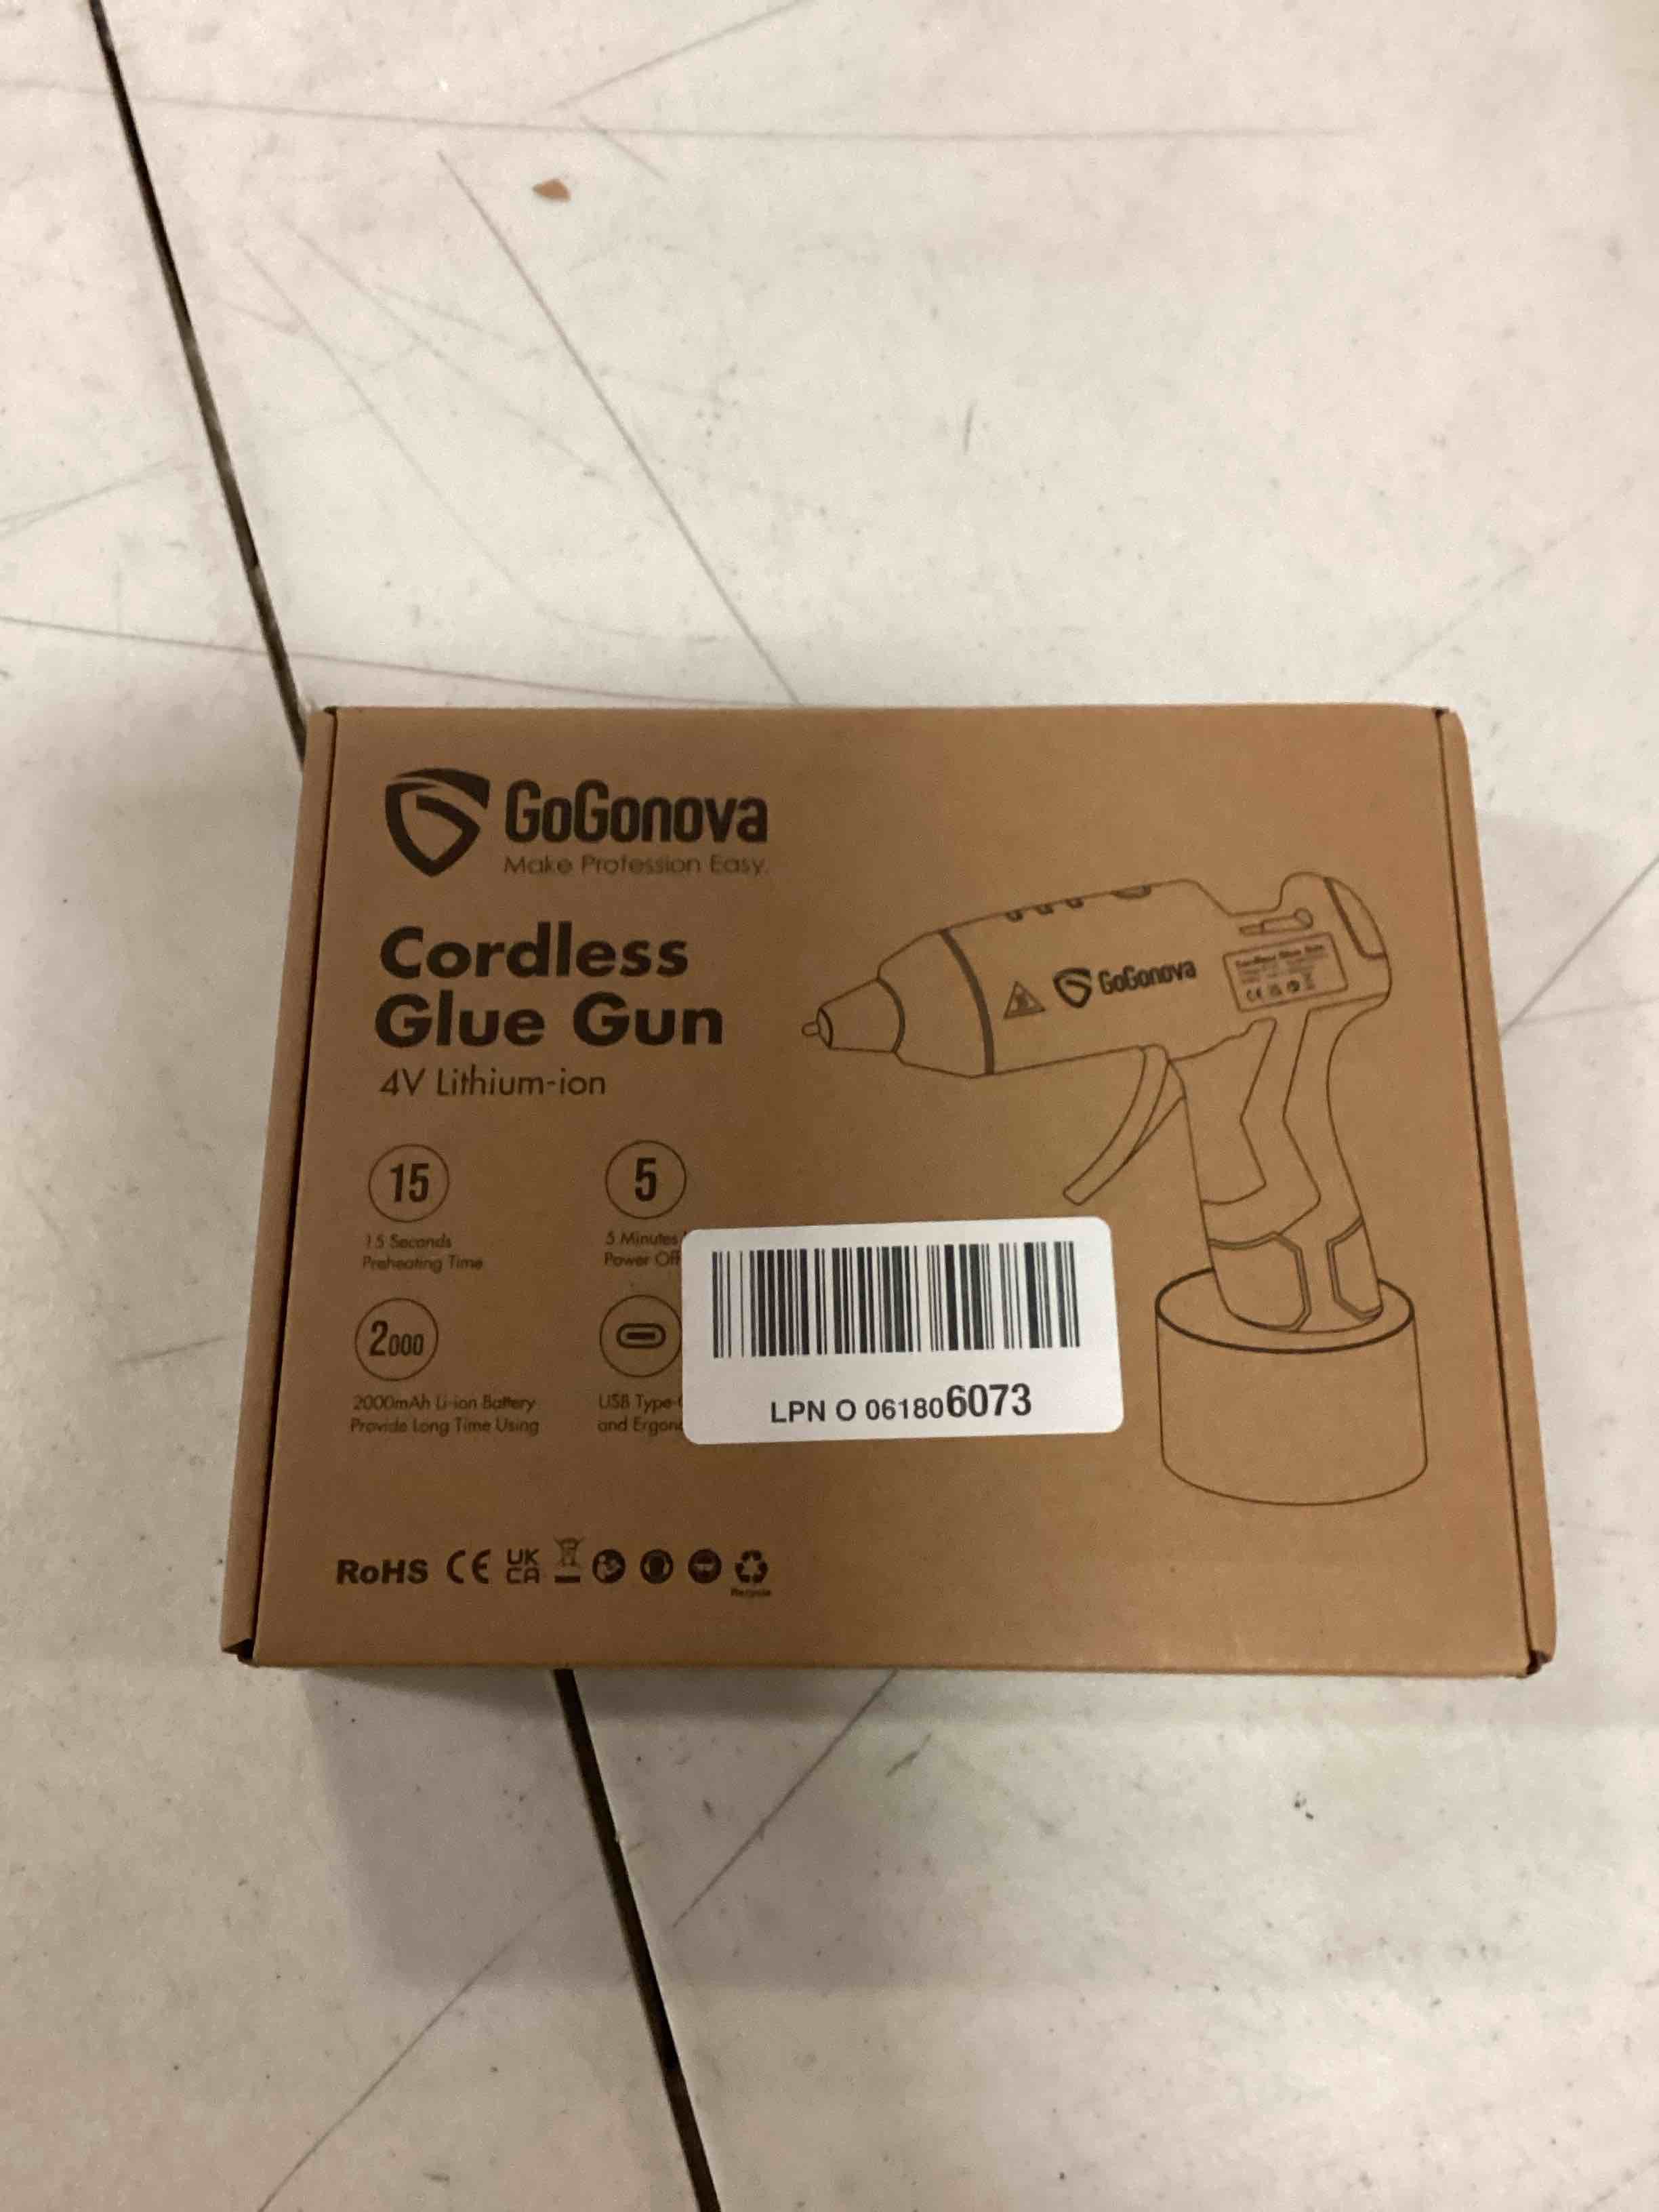 GoGonova
Make Profession Easy.
Cordless
Glue Gun
4V Lithium-ion
GoGonova
15
15 Seconds
Preheating Time
5
5 Minutes
Power Off
2000
2000mAh Li-ion Battery
Provide Long Time Using
USB Type-
and Ergon
LPN O 061806073
RoHS CE UK
CA
Recycle